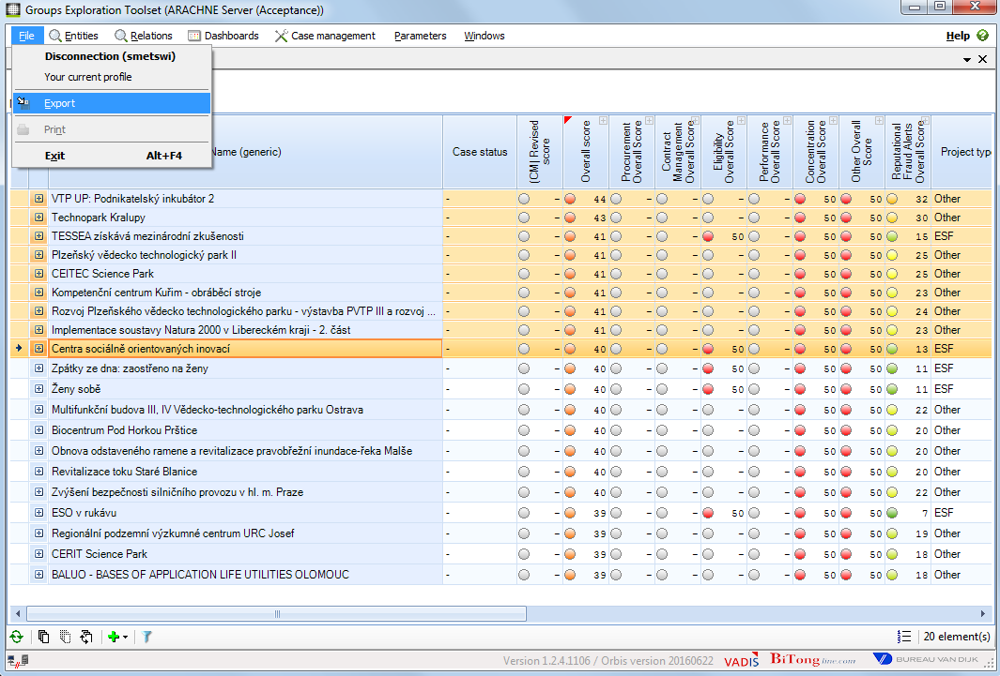 Groups Exploration Toolset (ARACHNE Server (Acceptance))
File Entities Relations Dashboards Case management Parameters Windows Help
Disconnection (smetswi)
Your current profile
Export
Print
Exit Alt+F4
Name (generic) Case status [CM] Revised score Overall score Procurement Overall Score Contract Management Overall Score Eligibility Overall Score Performance Overall Score Concentration Overall Score Other Overall Score Reputational Fraud Alerts Overall Score Project typ
VTP UP: Podnikatelský inkubátor 2 - - 44 - - - - 50 50 32 Other
Technopark Kralupy - - 43 - - - - 50 50 30 Other
TESSEA získává mezinárodní zkušenosti - - 41 - - 50 - 50 50 15 ESF
Plzeňský vědecko technologický park II - - 41 - - - - 50 50 25 Other
CEITEC Science Park - - 41 - - - - 50 50 25 Other
Kompetenční centrum Kuřim - obráběcí stroje - - 41 - - - - 50 50 23 Other
Rozvoj Plzeňského vědecko technologického parku - výstavba PVTP III a rozvoj ... - - 41 - - - - 50 50 24 Other
Implementace soustavy Natura 2000 v Libereckém kraji - 2. část - - 41 - - - - 50 50 23 Other
Centra sociálně orientovaných inovací - - 40 - - 50 - 50 50 13 ESF
Zpátky ze dna: zaostřeno na ženy - - 40 - - 50 - 50 50 11 ESF
Ženy sobě - - 40 - - 50 - 50 50 11 ESF
Multifunkční budova III, IV Vědecko-technologického parku Ostrava - - 40 - - - - 50 50 22 Other
Biocentrum Pod Horkou Prštice - - 40 - - - - 50 50 20 Other
Obnova odstaveného ramene a revitalizace pravobřežní inundace-řeka Malše - - 40 - - - - 50 50 20 Other
Revitalizace toku Staré Blanice - - 40 - - - - 50 50 20 Other
Zvýšení bezpečnosti silničního provozu v hl. m. Praze - - 40 - - - - 50 50 22 Other
ESO v rukávu - - 39 - - 50 - 50 50 7 ESF
Regionální podzemní výzkumné centrum URC Josef - - 39 - - - - 50 50 19 Other
CERIT Science Park - - 39 - - - - 50 50 18 Other
BALUO - BASES OF APPLICATION LIFE UTILITIES OLOMOUC - - 39 - - - - 50 50 18 Other
20 element(s)
Version 1.2.4.1106 / Orbis version 20160622 VADIS BiTong line.com BUREAU VAN DIJK